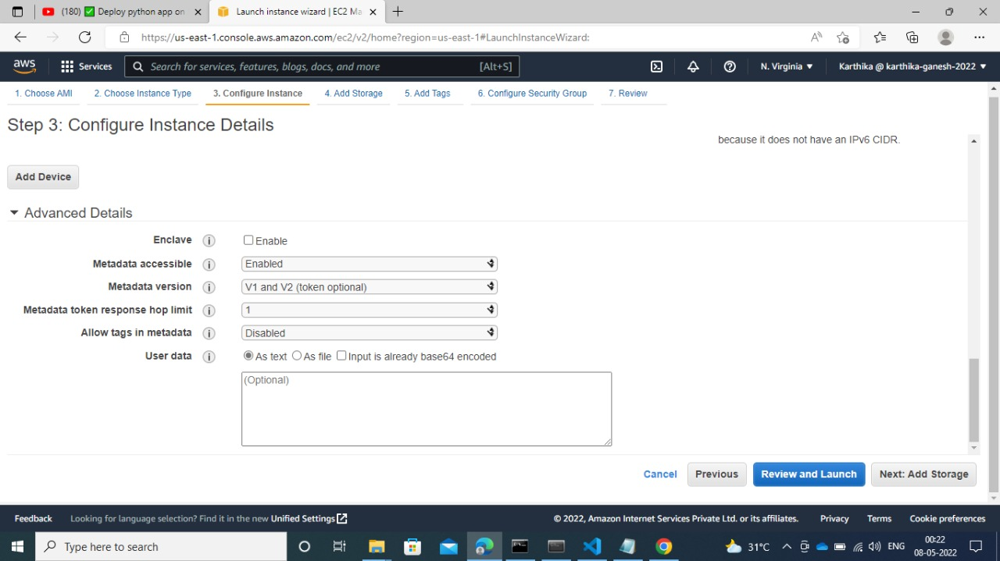 (180) ✅ Deploy python app on
Launch instance wizard | EC2 Ma
https://us-east-1.console.aws.amazon.com/ec2/v2/home?region=us-east-1#LaunchInstanceWizard:
aws
Services
Search for services, features, blogs, docs, and more
[Alt+S]
N. Virginia ▼
Karthika @ karthika-ganesh-2022 ▼
1. Choose AMI
2. Choose Instance Type
3. Configure Instance
4. Add Storage
5. Add Tags
6. Configure Security Group
7. Review
Step 3: Configure Instance Details
because it does not have an IPv6 CIDR.
Add Device
Advanced Details
Enclave
Enable
Metadata accessible
Enabled
Metadata version
V1 and V2 (token optional)
Metadata token response hop limit
1
Allow tags in metadata
Disabled
User data
As text
As file
Input is already base64 encoded
(Optional)
Cancel
Previous
Review and Launch
Next: Add Storage
Feedback
Looking for language selection? Find it in the new Unified Settings
© 2022, Amazon Internet Services Private Ltd. or its affiliates.
Privacy
Terms
Cookie preferences
Type here to search
31°C
ENG
00:22
08-05-2022